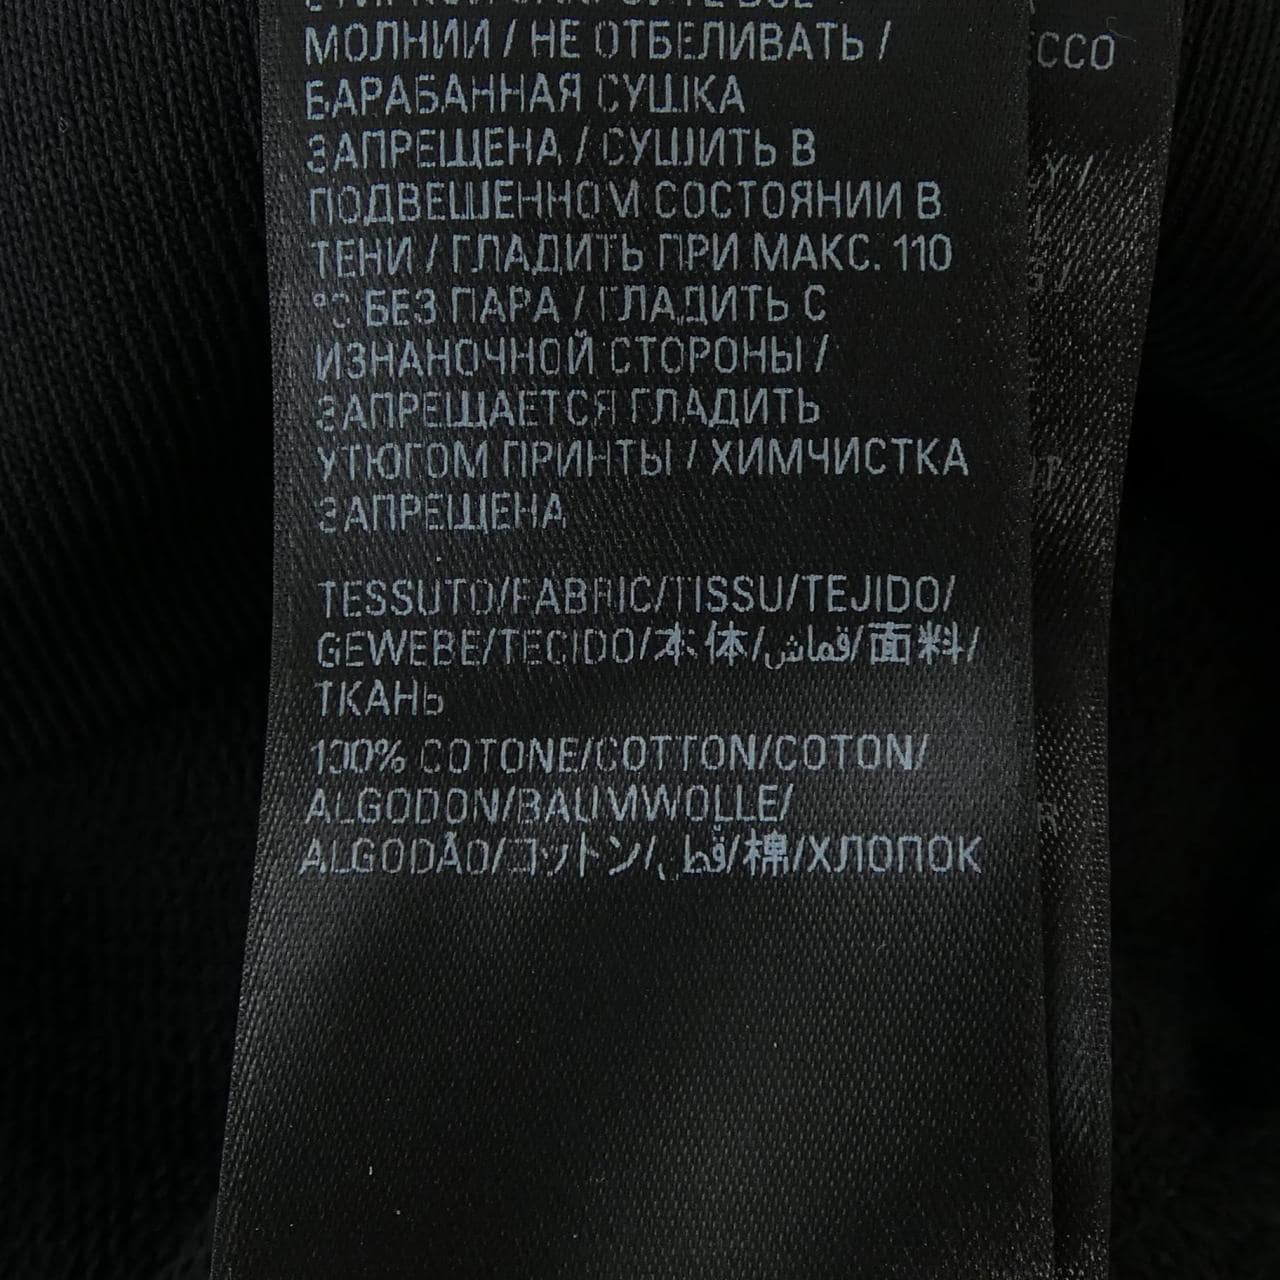 МОЛНИИ / НЕ ОТБЕЛИВАТЬ /
БАРАБАННАЯ СУШКА
ЗАПРЕЩЕНА / СУШИТЬ В
ПОДВЕШЕННОМ СОСТОЯНИИ В
ТЕНИ / ГЛАДИТЬ ПРИ МАКС. 110
°C БЕЗ ПАРА / ГЛАДИТЬ С
ИЗНАНОЧНОЙ СТОРОНЫ /
ЗАПРЕЩАЕТСЯ ГЛАДИТЬ
УТЮГОМ ПРИНТЫ / ХИМЧИСТКА
ЗАПРЕЩЕНА
TESSUTO/FABRIC/TISSU/TEJIDO/
GEWEBE/TECIDO/本体/قماش/面料/
ТКАНЬ
100% COTONE/COTTON/COTON/
ALGODON/BAUMWOLLE/
ALGODÃO/コットン/قطن/棉/ХЛОПОК